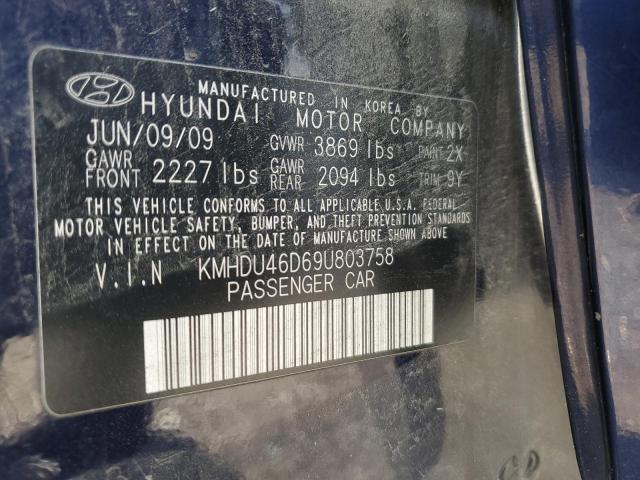 MANUFACTURED IN KOREA BY
HYUNDAI MOTOR COMPANY
JUN/09/09 GVWR 3869 lbs PAINT 2X
GAWR FRONT 2227 lbs GAWR REAR 2094 lbs TRIM 9Y
THIS VEHICLE CONFORMS TO ALL APPLICABLE U.S.A. FEDERAL
MOTOR VEHICLE SAFETY, BUMPER, AND THEFT PREVENTION STANDARDS
IN EFFECT ON THE DATE OF MANUFACTURE SHOWN ABOVE
V.I.N KMHDU46D69U803758
PASSENGER CAR